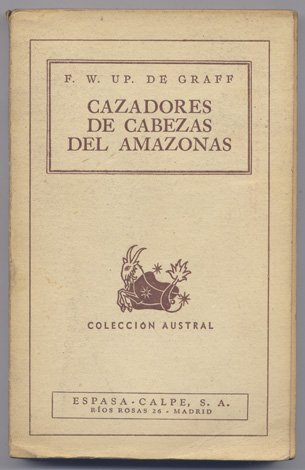 F. W. UP. DE GRAFF
CAZADORES
DE CABEZAS
DEL AMAZONAS
COLECCIÓN AUSTRAL
ESPASA - CALPE, S. A.
RÍOS ROSAS 26 - MADRID